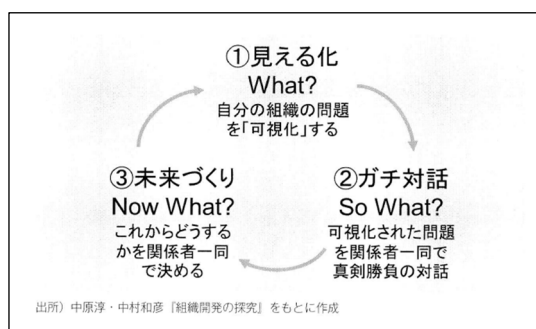 ①見える化
What?
自分の組織の問題
を「可視化」する
③未来づくり
Now What?
これからどうする
かを関係者一同
で決める
②ガチ対話
So What?
可視化された問題
を関係者一同で
真剣勝負の対話
出所）中原淳・中村和彦『組織開発の探究』をもとに作成